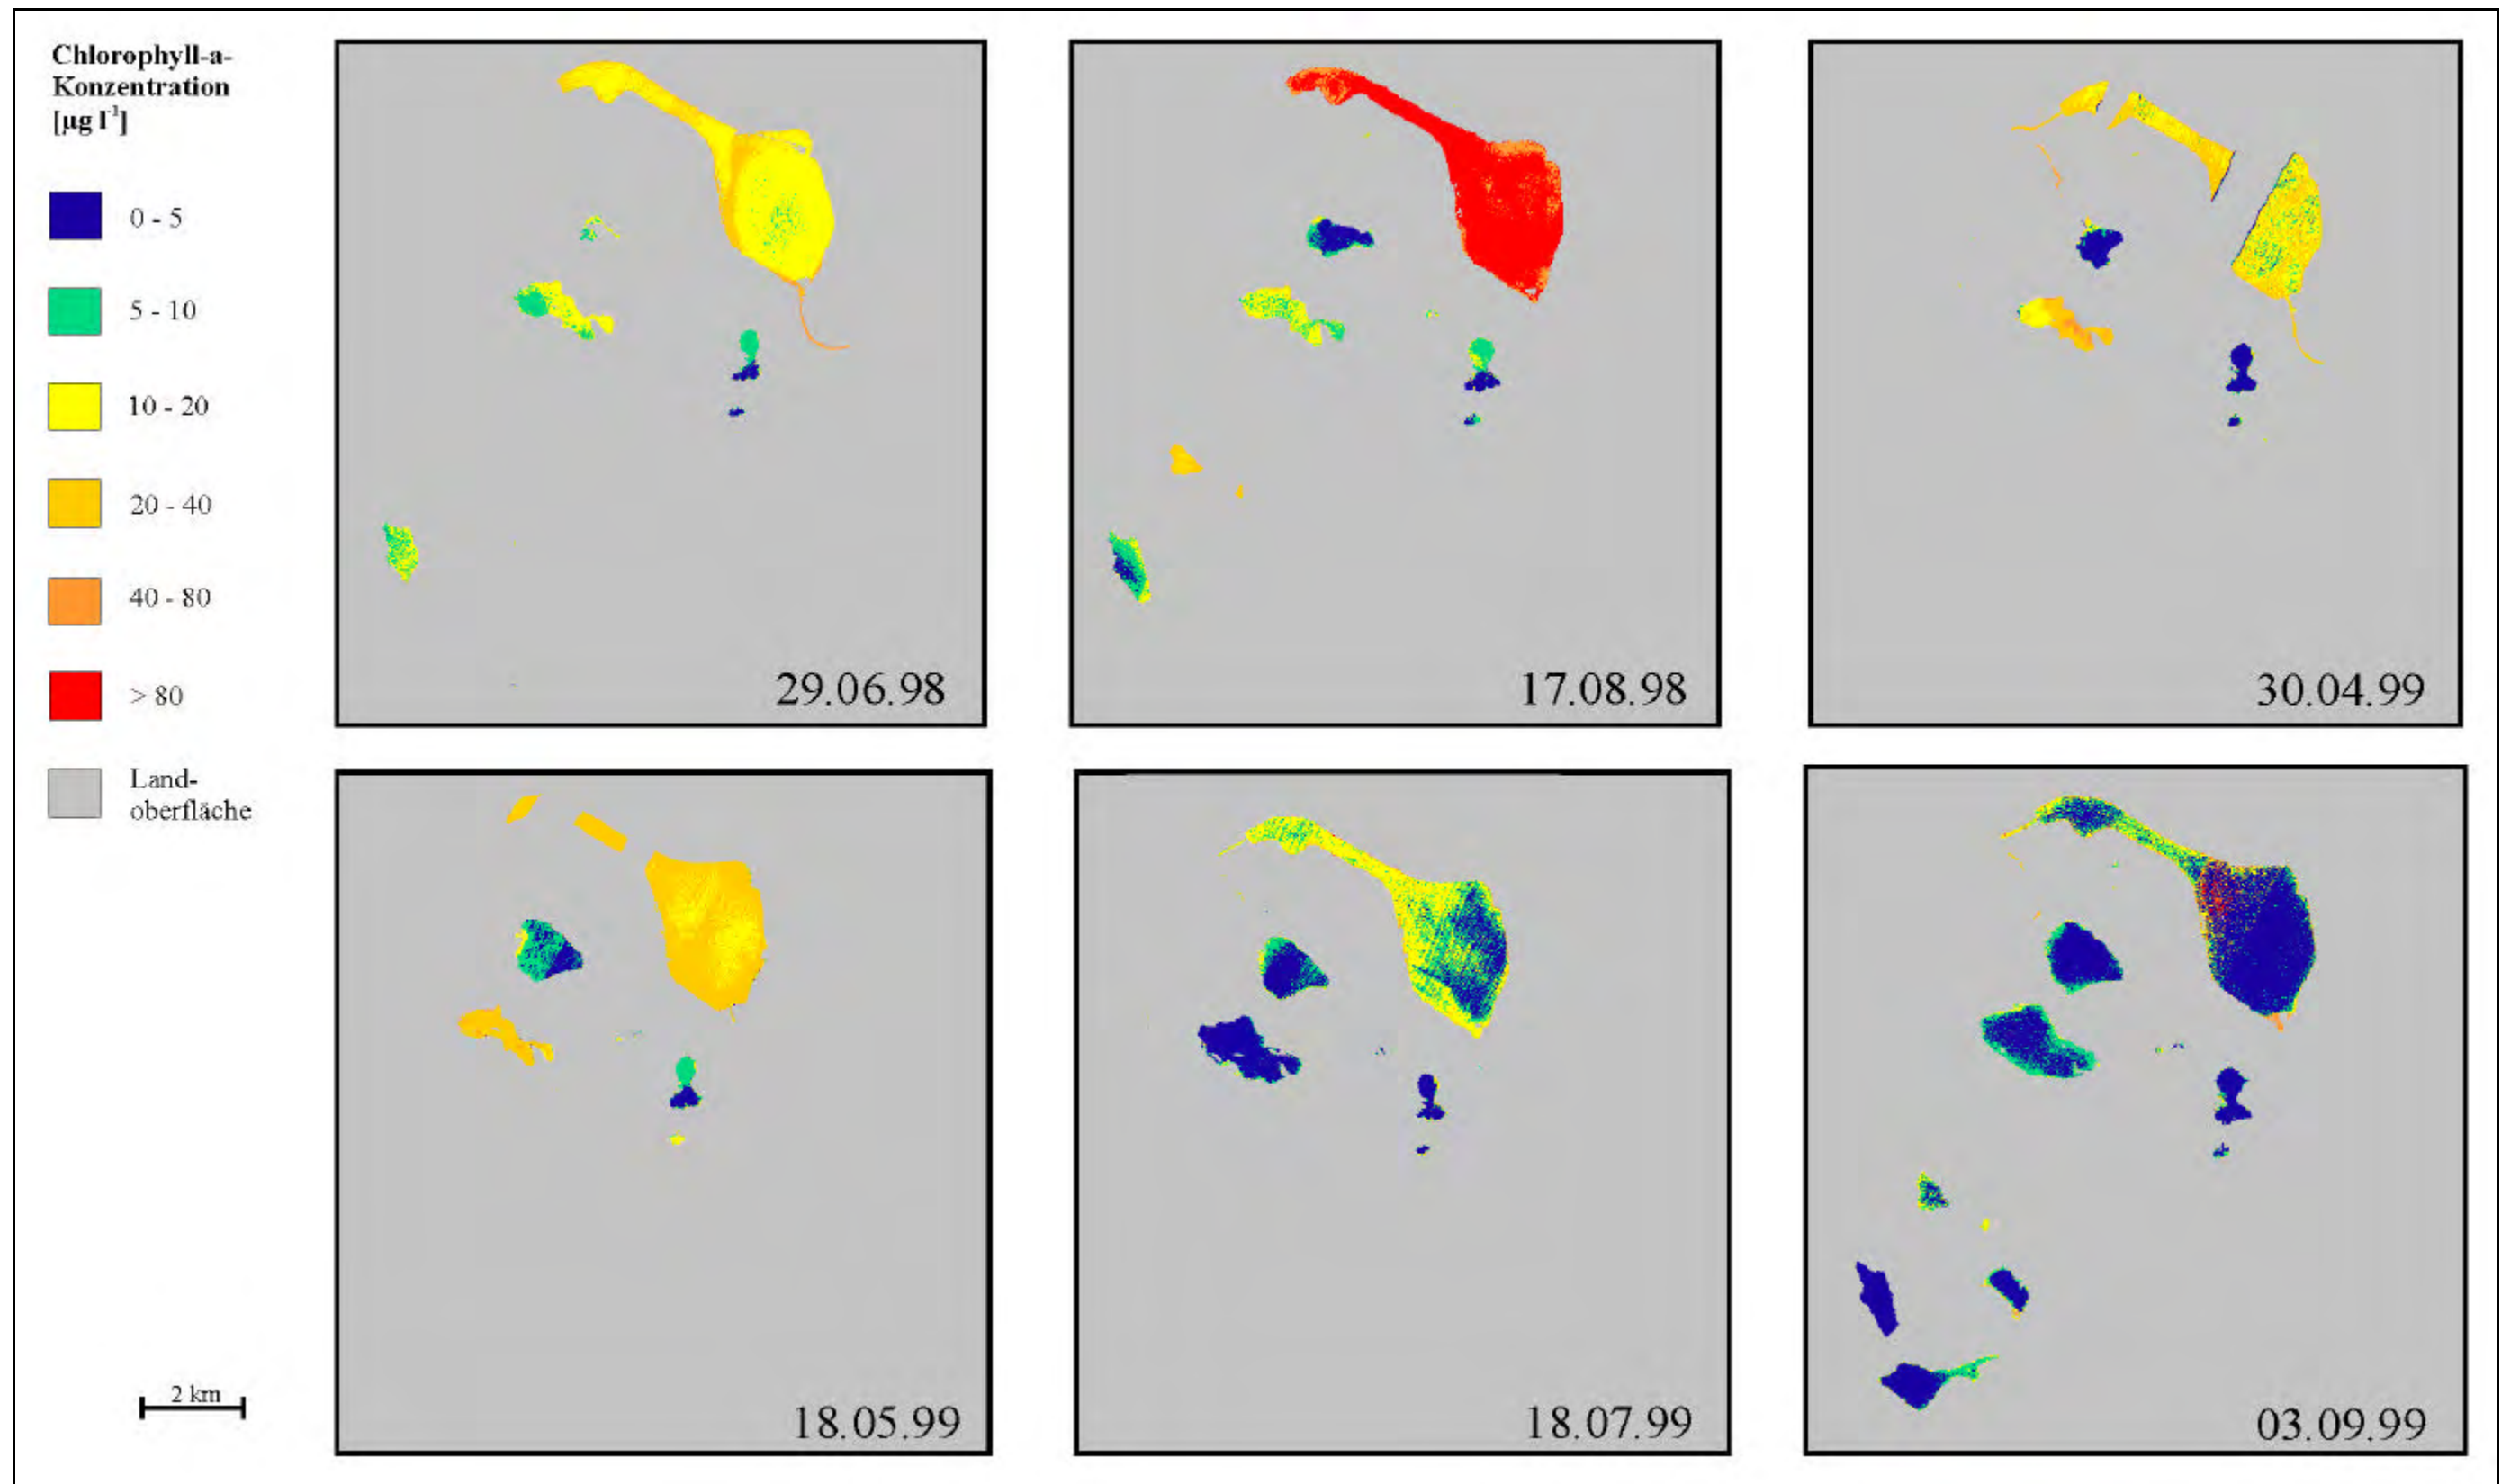 Chlorophyll-a-
Konzentration
[µg l⁻¹]
0 - 5
5 - 10
10 - 20
20 - 40
40 - 80
> 80
Land-
oberfläche
2 km
29.06.98
17.08.98
30.04.99
18.05.99
18.07.99
03.09.99